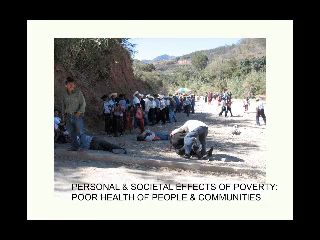 PERSONAL & SOCIETAL EFFECTS OF POVERTY:
POOR HEALTH OF PEOPLE & COMMUNITIES